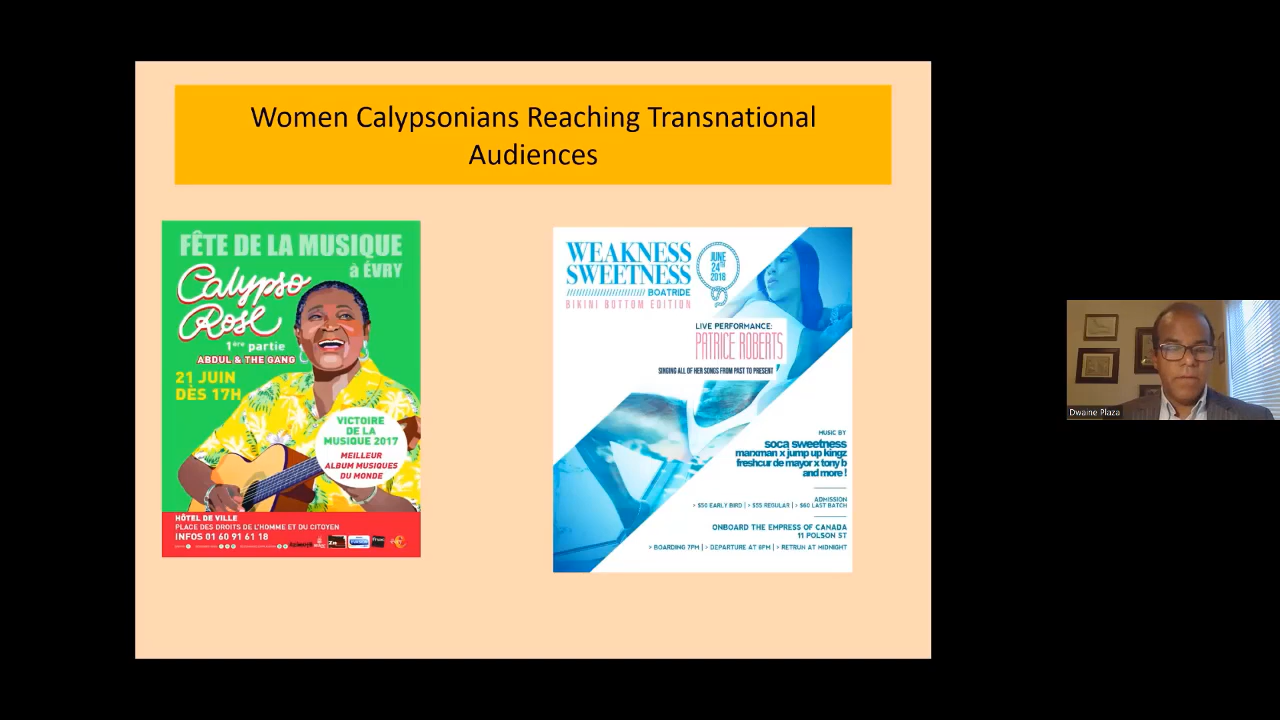 Women Calypsonians Reaching Transnational
Audiences
FÊTE DE LA MUSIQUE
à ÉVRY
Calypso
Rose
1ère partie
ABDUL & THE GANG
21 JUIN
DÈS 17H
VICTOIRE
DE LA
MUSIQUE 2017
MEILLEUR
ALBUM MUSIQUES
DU MONDE
HÔTEL DE VILLE
PLACE DES DROITS DE L'HOMME ET DU CITOYEN
INFOS 01 60 91 61 18
WEAKNESS
SWEETNESS
BOATRIDE
BIKINI BOTTOM EDITION
JUNE
24TH
2018
LIVE PERFORMANCE:
PATRICE ROBERTS
SINGING ALL OF HER SONGS FROM PAST TO PRESENT
MUSIC BY
soca sweetness
marxman x jump up kingz
freshcur de mayor x tony b
and more !
ADMISSION
> $50 EARLY BIRD | > $55 REGULAR | > $60 LAST BATCH
ONBOARD THE EMPRESS OF CANADA
11 POLSON ST
> BOARDING 7PM | > DEPARTURE AT 8PM | > RETRUN AT MIDNIGHT
Dwaine Plaza